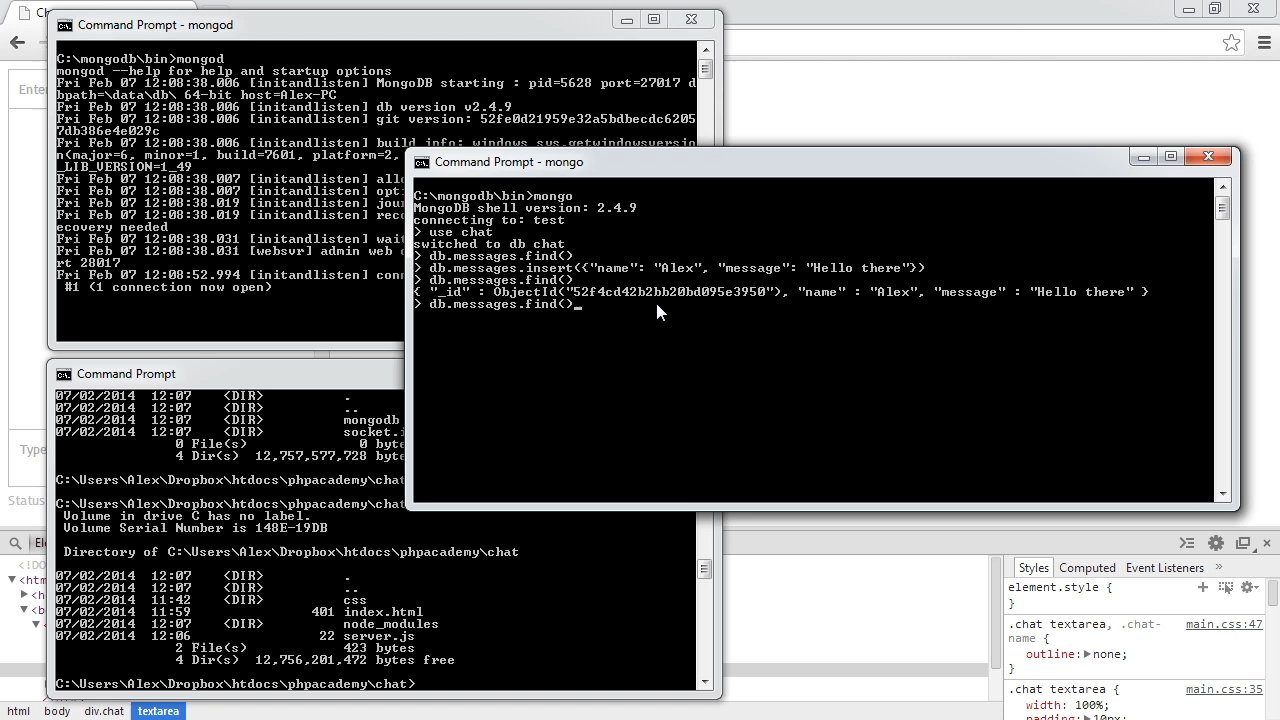 Ch
Command Prompt - mongod
C:\mongodb\bin>mongod
mongod --help for help and startup options
Fri Feb 07 12:08:38.006 [initandlisten] MongoDB starting : pid=5628 port=27017 d
bpath=\data\db\ 64-bit host=Alex-PC
Fri Feb 07 12:08:38.006 [initandlisten] db version v2.4.9
Fri Feb 07 12:08:38.006 [initandlisten] git version: 52fe0d21959e32a5bdbecdc6205
7db386e4e029c
Fri Feb 07 12:08:38.006 [initandlisten] build info: windows sys.getwindowsversio
n(major=6, minor=1, build=7601, platform=2,
_LIB_VERSION=1_49
Fri Feb 07 12:08:38.007 [initandlisten] allo
Fri Feb 07 12:08:38.007 [initandlisten] opti
Fri Feb 07 12:08:38.019 [initandlisten] jour
Fri Feb 07 12:08:38.019 [initandlisten] reco
ecovery needed
Fri Feb 07 12:08:38.031 [initandlisten] wait
Fri Feb 07 12:08:38.031 [websvr] admin web c
rt 28017
Fri Feb 07 12:08:52.994 [initandlisten] conn
#1 (1 connection now open)
Command Prompt - mongo
C:\mongodb\bin>mongo
MongoDB shell version: 2.4.9
connecting to: test
> use chat
switched to db chat
> db.messages.find()
> db.messages.insert({"name": "Alex", "message": "Hello there"})
> db.messages.find()
{ "_id" : ObjectId("52f4cd42b2bb20bd095e3950"), "name" : "Alex", "message" : "Hello there" }
> db.messages.find()_
Command Prompt
07/02/2014 12:07 <DIR> .
07/02/2014 12:07 <DIR> ..
07/02/2014 12:07 <DIR> mongodb
07/02/2014 12:07 <DIR> socket.i
0 File(s) 0 byte
4 Dir(s) 12,757,577,728 byte
C:\Users\Alex\Dropbox\htdocs\phpacademy\chat
C:\Users\Alex\Dropbox\htdocs\phpacademy\chat
Volume in drive C has no label.
Volume Serial Number is 148E-19DB
Directory of C:\Users\Alex\Dropbox\htdocs\phpacademy\chat
07/02/2014 12:07 <DIR> .
07/02/2014 12:07 <DIR> ..
07/02/2014 11:42 <DIR> css
07/02/2014 11:59 401 index.html
07/02/2014 12:07 <DIR> node_modules
07/02/2014 12:06 22 server.js
2 File(s) 423 bytes
4 Dir(s) 12,756,201,472 bytes free
C:\Users\Alex\Dropbox\htdocs\phpacademy\chat>
Enter
Type
Status
Ele
<!DO
<htm
<h
<b
Styles Computed Event Listeners »
element.style {
}
.chat textarea, .chat-name { main.css:47
outline: none;
}
.chat textarea { main.css:35
width: 100%;
padding: 10px;
html body div.chat textarea